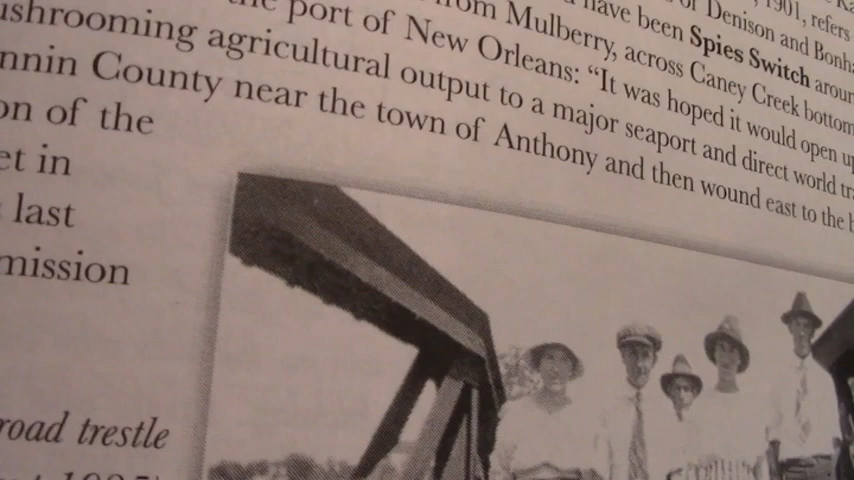 1901, refers
of Denison and Bonh
have been Spies Switch arour
from Mulberry, across Caney Creek bottom
the port of New Orleans: “It was hoped it would open up
ushrooming agricultural output to a major seaport and direct world tra
nnin County near the town of Anthony and then wound east to the b
on of the
et in
last
mission
road trestle